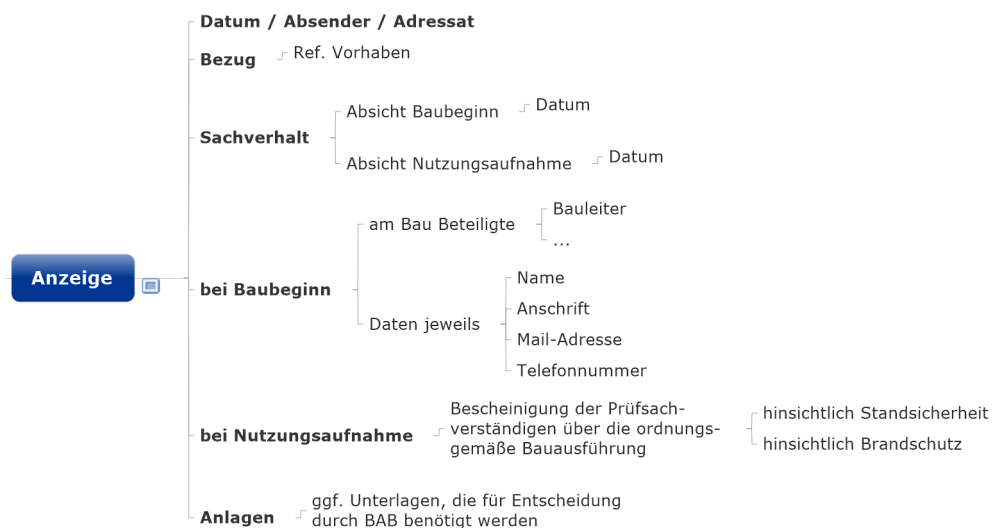 Anzeige
Datum / Absender / Adressat
Bezug
Ref. Vorhaben
Sachverhalt
Absicht Baubeginn
Datum
Absicht Nutzungsaufnahme
Datum
bei Baubeginn
am Bau Beteiligte
Bauleiter
...
Daten jeweils
Name
Anschrift
Mail-Adresse
Telefonnummer
bei Nutzungsaufnahme
Bescheinigung der Prüfsach-
verständigen über die ordnungs-
gemäße Bauausführung
hinsichtlich Standsicherheit
hinsichtlich Brandschutz
Anlagen
ggf. Unterlagen, die für Entscheidung
durch BAB benötigt werden